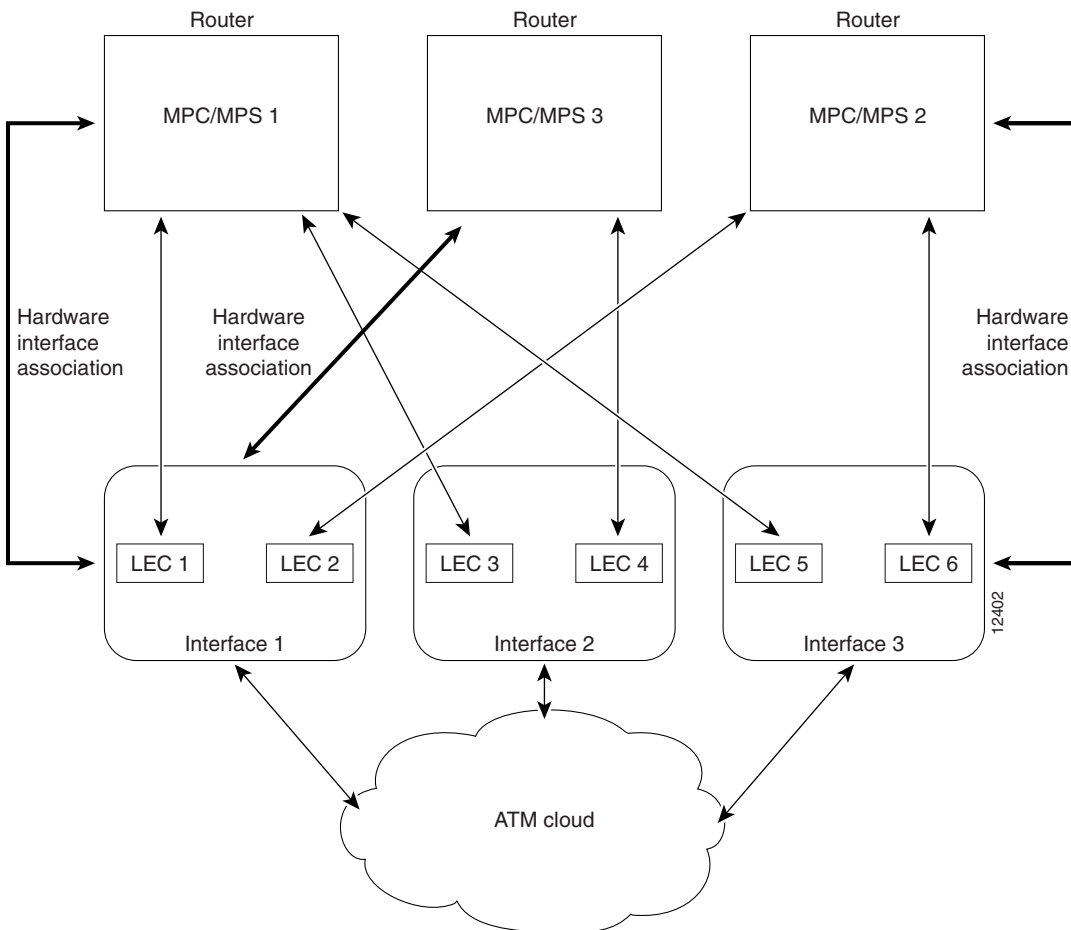 Router
Router
Router
MPC/MPS 1
MPC/MPS 3
MPC/MPS 2
Hardware
interface
association
Hardware
interface
association
Hardware
interface
association
LEC 1
LEC 2
LEC 3
LEC 4
LEC 5
LEC 6
Interface 1
Interface 2
Interface 3
12402
ATM cloud